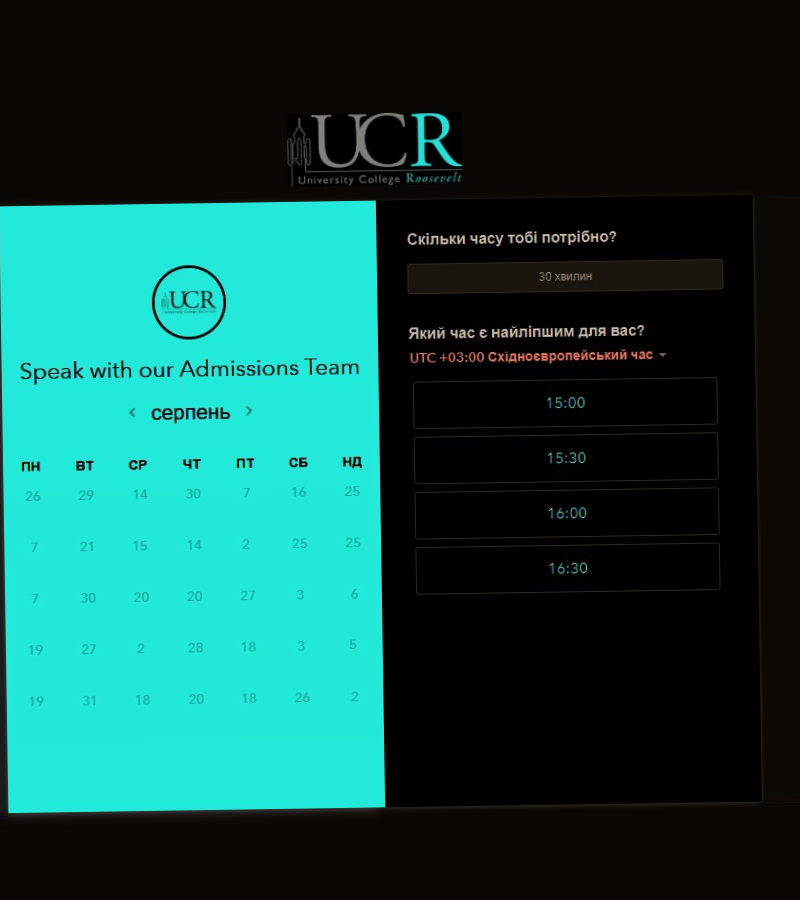 UCR
University College Roosevelt
UCR
University College Roosevelt
Speak with our Admissions Team
серпень
ПН ВТ СР ЧТ ПТ СБ НД
26 29 14 30 7 16 25
7 21 15 14 2 25 25
7 30 20 20 27 3 6
19 27 2 28 18 3 5
19 31 18 20 18 26 2
Скільки часу тобі потрібно?
30 хвилин
Який час є найліпшим для вас?
UTC +03:00 Східноєвропейський час
15:00
15:30
16:00
16:30